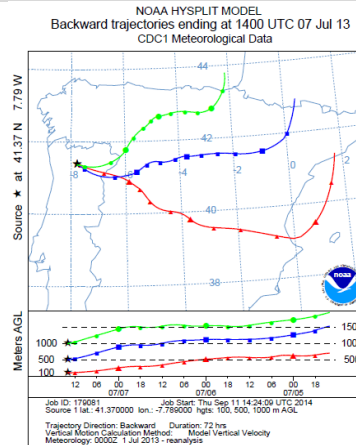 NOAA HYSPLIT MODEL
Backward trajectories ending at 1400 UTC 07 Jul 13
CDC1 Meteorological Data
Source ★ at 41.37 N 7.79 W
44
42
40
38
-8
-6
-4
-2
0
2
noaa
Meters AGL
1000
500
100
1500
1000
500
12 06 00 18 12 06 00 18 12 06 00 18
07/07 07/06 07/05
Job ID: 179081 Job Start: Thu Sep 11 14:24:09 UTC 2014
Source 1 lat.: 41.370000 lon.: -7.789000 hgts: 100, 500, 1000 m AGL
Trajectory Direction: Backward Duration: 72 hrs
Vertical Motion Calculation Method: Model Vertical Velocity
Meteorology: 0000Z 1 Jul 2013 - reanalysis